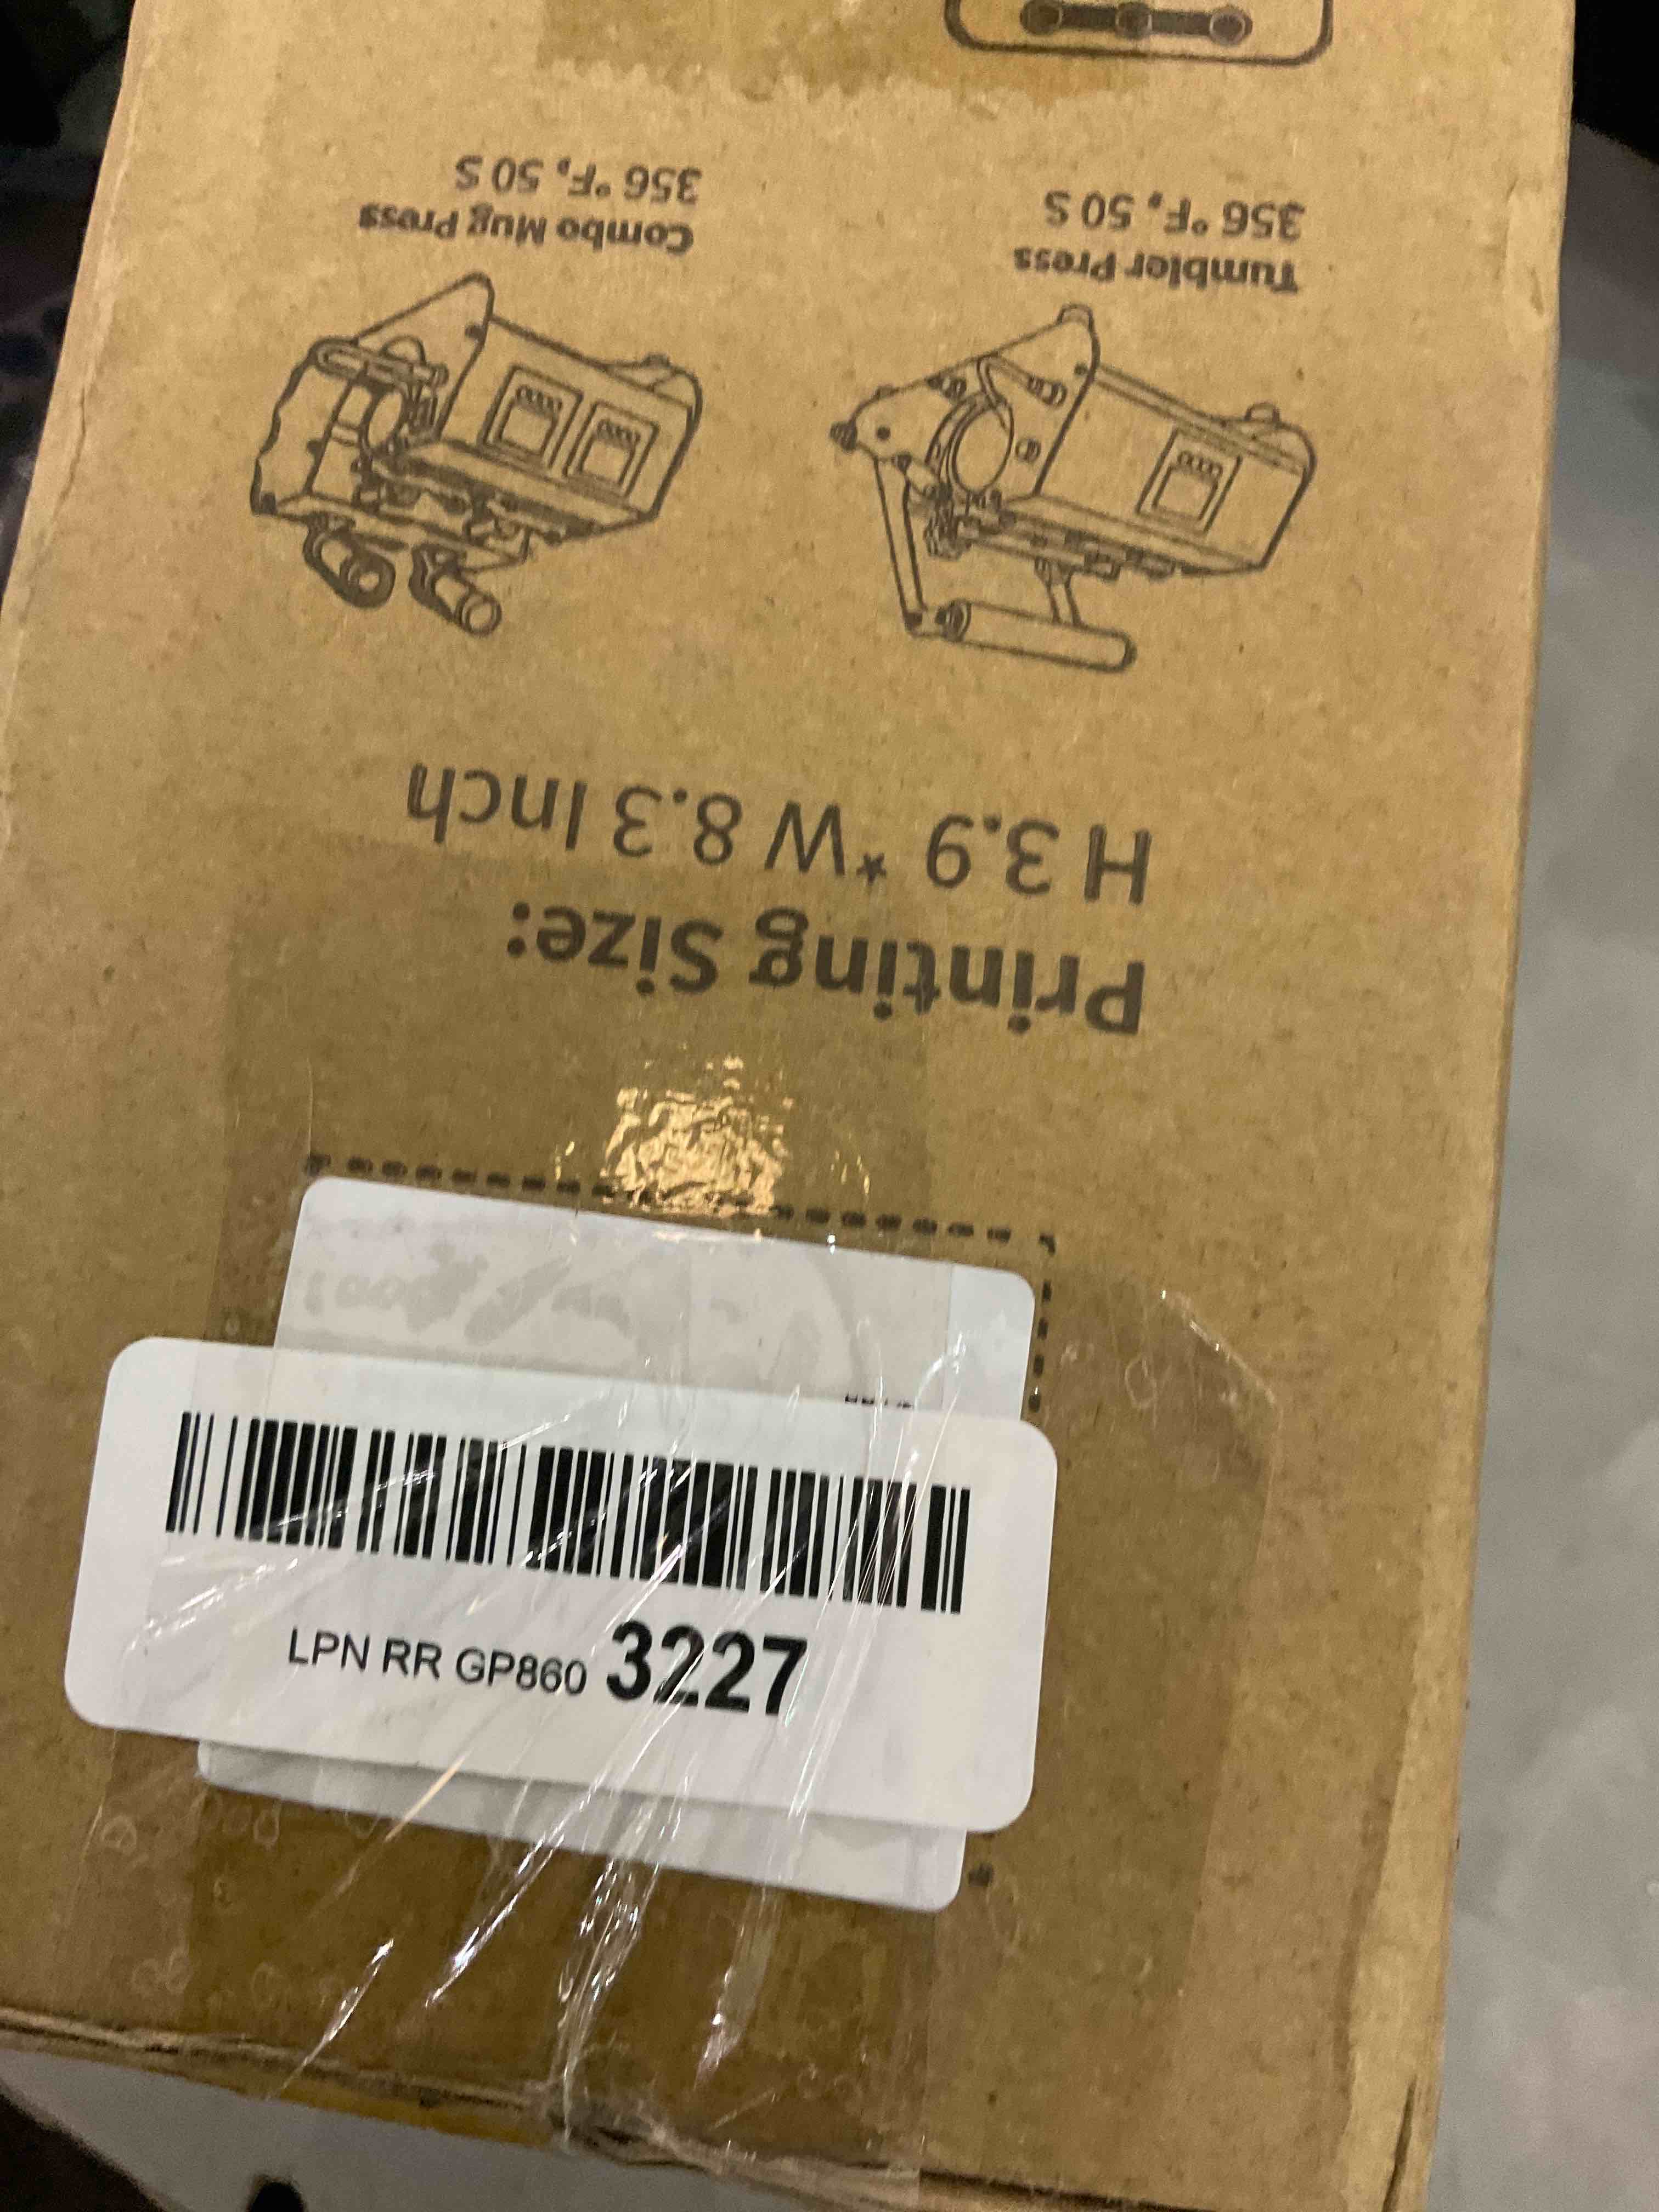 Printing Size:
H 3.9 *W 8.3 Inch
Tumbler Press
356 °F, 50 S
Combo Mug Press
356 °F, 50 S
LPN RR GP860 3227